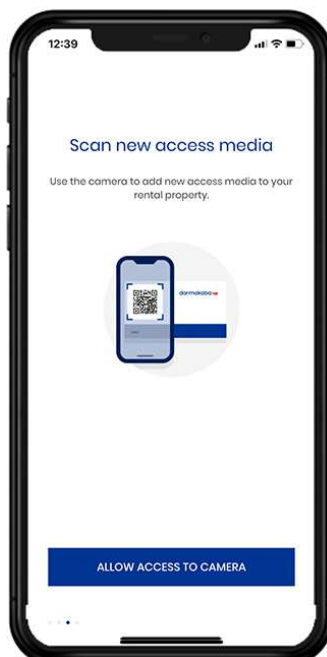 12:39
Scan new access media
Use the camera to add new access media to your
rental property.
dormakaba
ALLOW ACCESS TO CAMERA